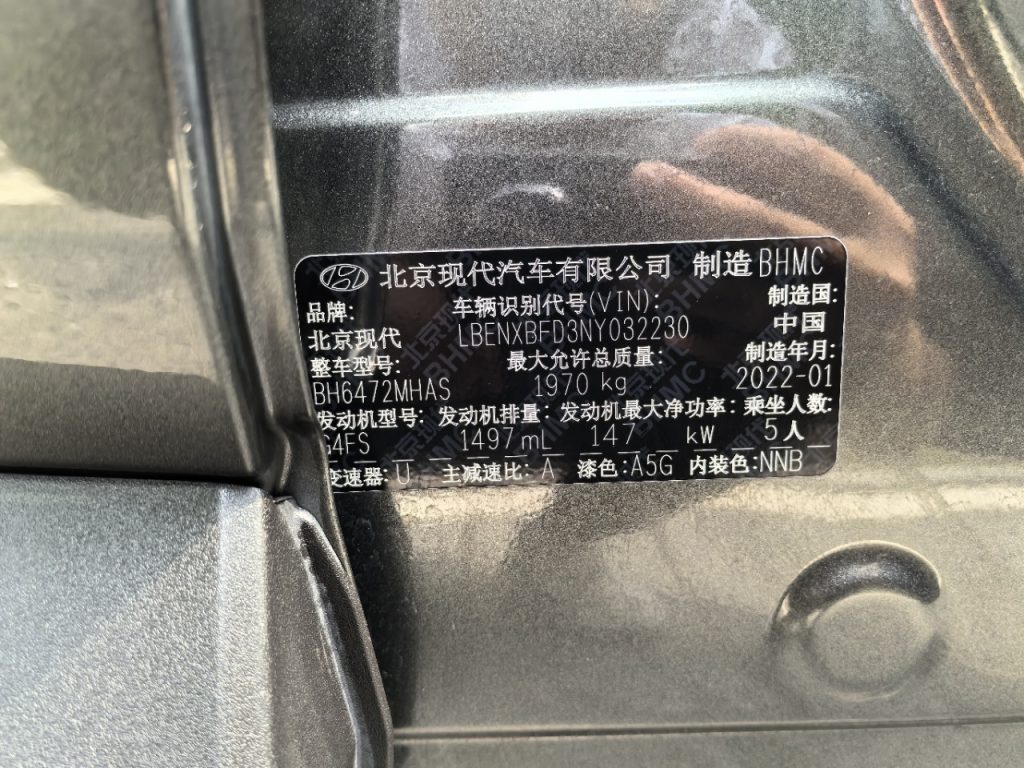 北京现代汽车有限公司 制造 BHMC
品牌: 车辆识别代号(VIN): 制造国:
北京现代 LBENXBFD3NY032230 中国
整车型号: 最大允许总质量: 制造年月:
BH6472MHAS 1970 kg 2022-01
发动机型号: 发动机排量: 发动机最大净功率: 乘坐人数:
G4FS 1497 mL 147 kW 5人
变速器: U 主减速比: A 漆色: A5G 内装色: NNB